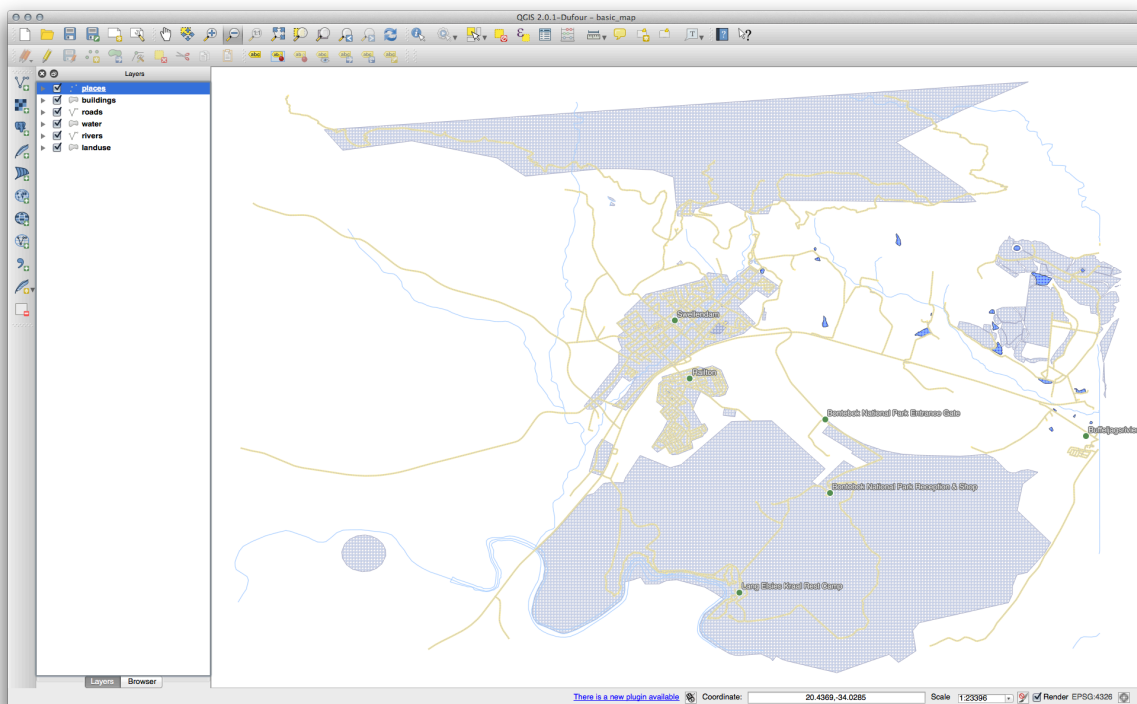 QGIS 2.0.1-Dufour - basic_map
Layers
places
buildings
roads
water
rivers
landuse
Swellendam
Railton
Bontebok National Park Entrance Gate
Bontebok National Park Reception & Shop
Lang Elsies Kraal Rest Camp
Layers
Browser
There is a new plugin available
Coordinate:
20.4369,-34.0285
Scale
1:23396
Render
EPSG:4326